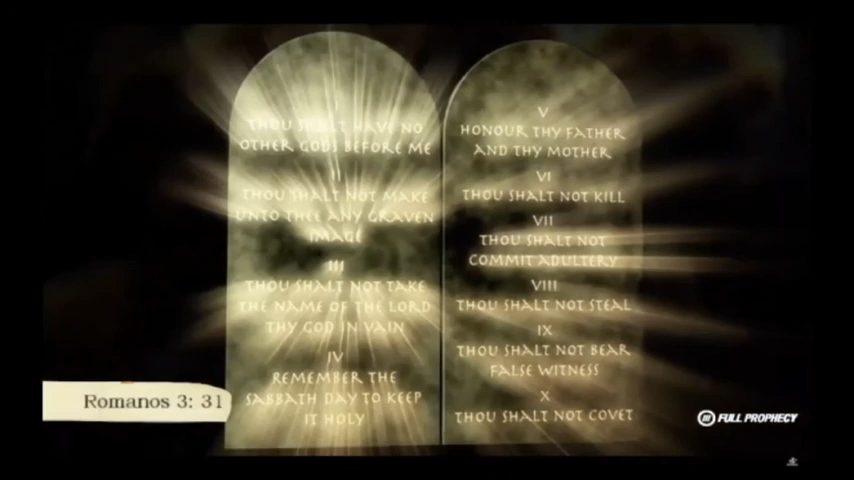 I
THOU SHALT HAVE NO
OTHER GODS BEFORE ME
II
THOU SHALT NOT MAKE
UNTO THEE ANY GRAVEN
IMAGE
III
THOU SHALT NOT TAKE
THE NAME OF THE LORD
THY GOD IN VAIN
IV
REMEMBER THE
SABBATH DAY TO KEEP
IT HOLY
V
HONOUR THY FATHER
AND THY MOTHER
VI
THOU SHALT NOT KILL
VII
THOU SHALT NOT
COMMIT ADULTERY
VIII
THOU SHALT NOT STEAL
IX
THOU SHALT NOT BEAR
FALSE WITNESS
X
THOU SHALT NOT COVET
Romanos 3: 31
FULL PROPHECY